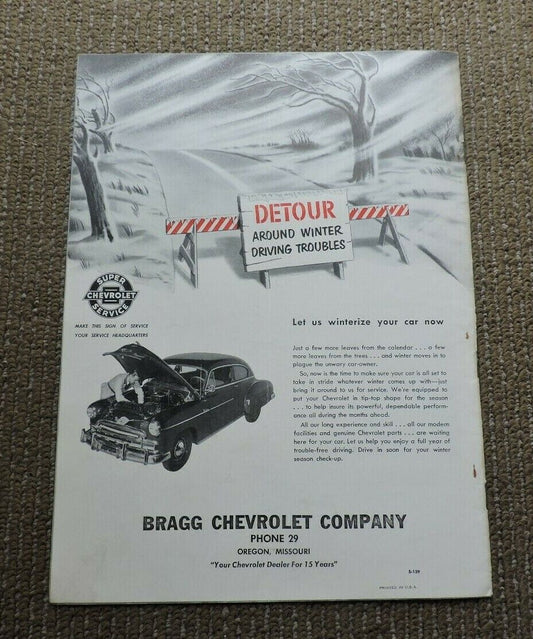 DETOUR
AROUND WINTER
DRIVING TROUBLES
SUPER
CHEVROLET
SERVICE
MAKE THIS SIGN OF SERVICE
YOUR SERVICE HEADQUARTERS
Let us winterize your car now
Just a few more leaves from the calendar . . . a few
more leaves from the trees . . . and winter moves in to
plague the unwary car-owner.
So, now is the time to make sure your car is all set to
take in stride whatever winter comes up with—just
bring it around to us for service. We're equipped to
put your Chevrolet in tip-top shape for the season
. . . to help insure its powerful, dependable perform-
ance all during the months ahead.
All our long experience and skill . . . all our modern
facilities and genuine Chevrolet parts . . . are waiting
here for your car. Let us help you enjoy a full year of
trouble-free driving. Drive in soon for your winter
season check-up.
BRAGG CHEVROLET COMPANY
PHONE 29
OREGON, MISSOURI
"Your Chevrolet Dealer For 15 Years"
S-129
PRINTED IN U.S.A.